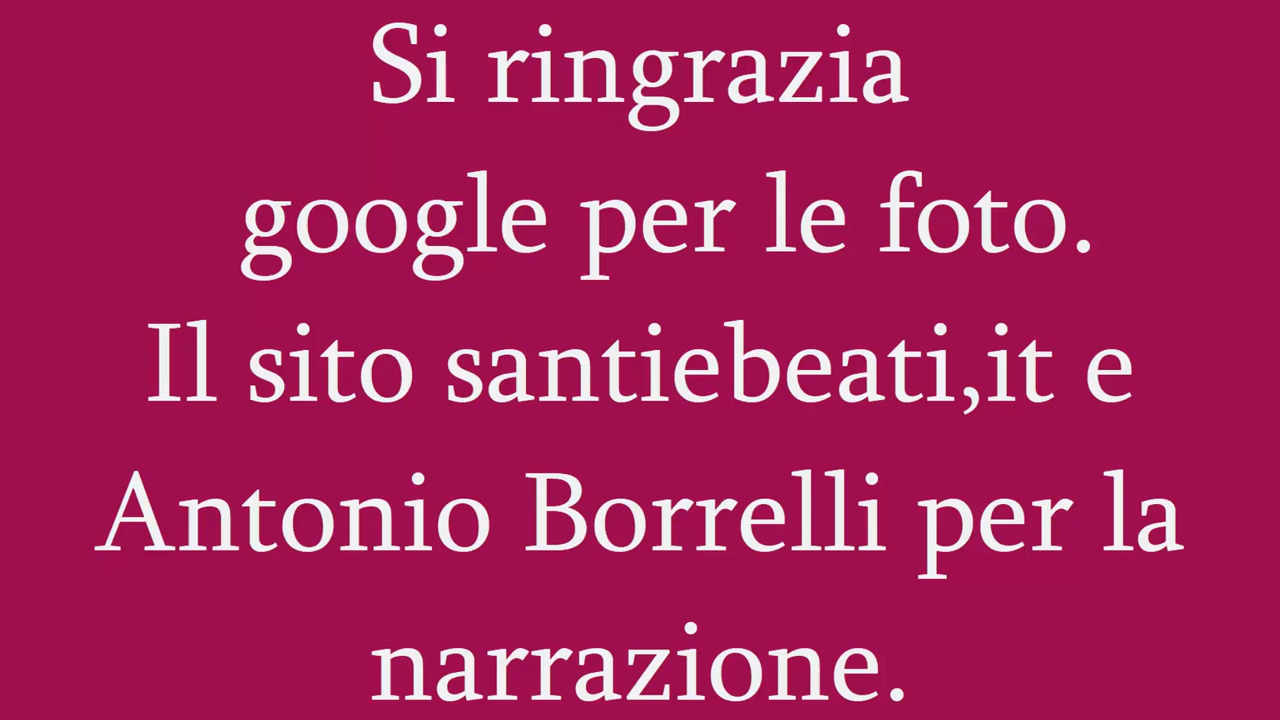 Si ringrazia
google per le foto.
Il sito santiebeati,it e
Antonio Borrelli per la
narrazione.